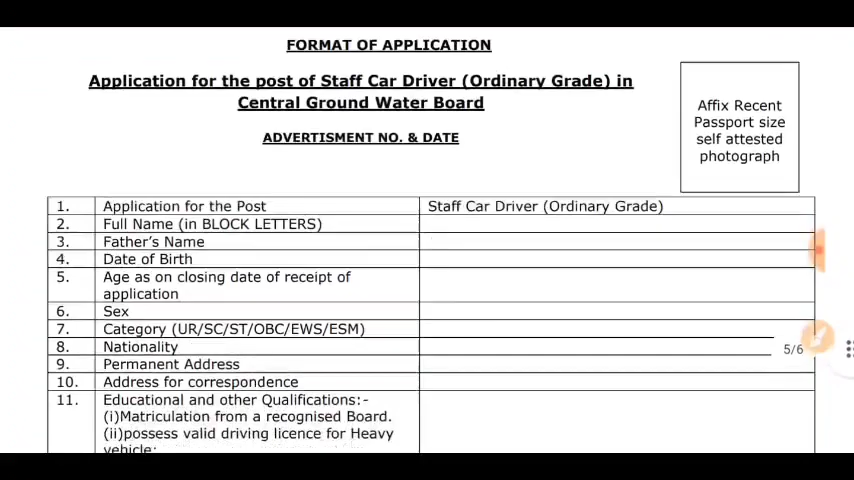 FORMAT OF APPLICATION
Application for the post of Staff Car Driver (Ordinary Grade) in
Central Ground Water Board
ADVERTISMENT NO. & DATE
Affix Recent
Passport size
self attested
photograph
1. Application for the Post Staff Car Driver (Ordinary Grade)
2. Full Name (in BLOCK LETTERS)
3. Father's Name
4. Date of Birth
5. Age as on closing date of receipt of
application
6. Sex
7. Category (UR/SC/ST/OBC/EWS/ESM)
8. Nationality
5/6
9. Permanent Address
10. Address for correspondence
11. Educational and other Qualifications:-
(i)Matriculation from a recognised Board.
(ii)possess valid driving licence for Heavy
vehicle;